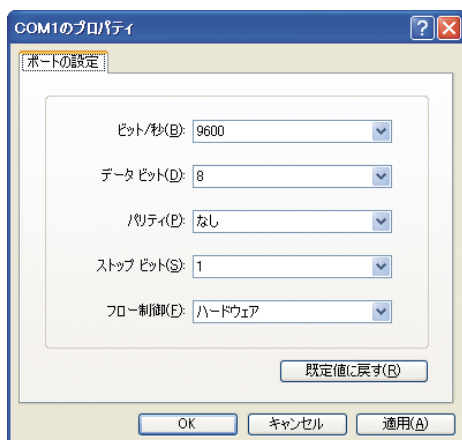 COM1のプロパティ
ポートの設定
ビット/秒(B): 9600
データ ビット(D): 8
パリティ(P): なし
ストップ ビット(S): 1
フロー制御(F): ハードウェア
既定値に戻す(R)
OK キャンセル 適用(A)